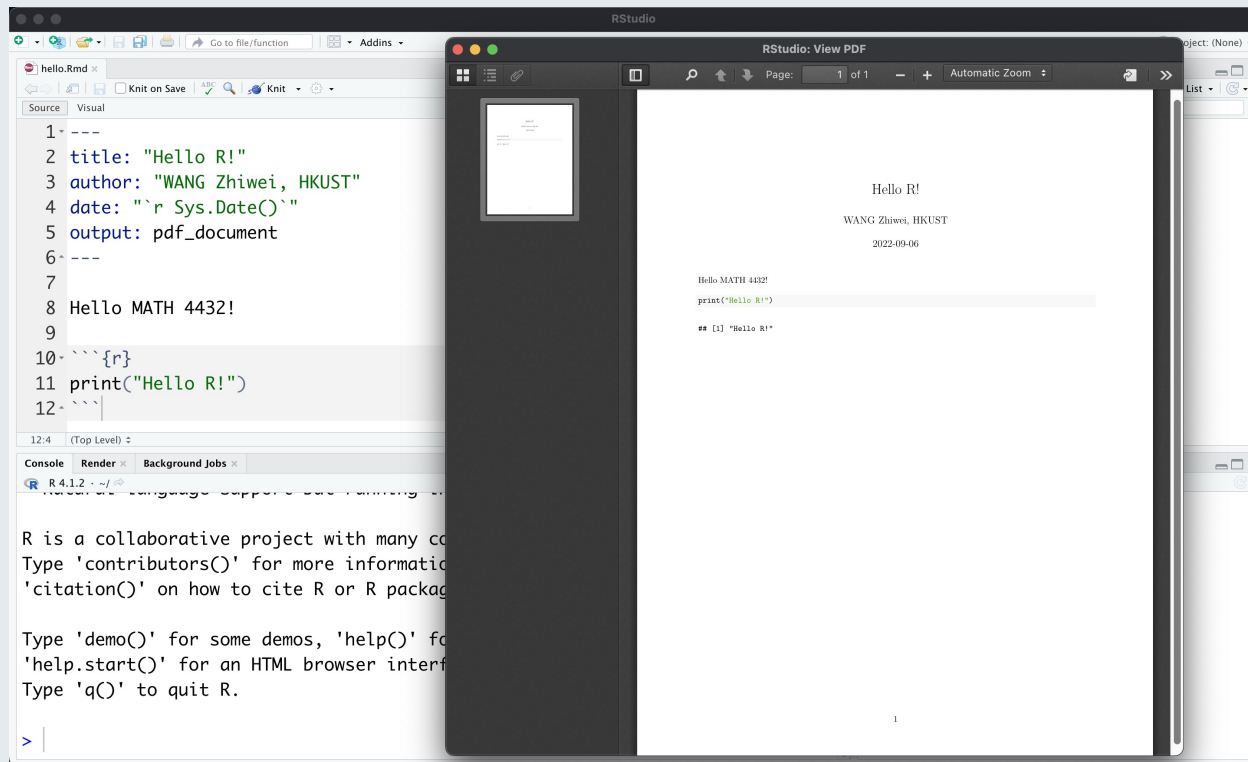 RStudio
Go to file/function
Addins
Project: (None)
hello.Rmd
Knit on Save
ABC
Knit
List
Source Visual
1 ---
2 title: "Hello R!"
3 author: "WANG Zhiwei, HKUST"
4 date: "`r Sys.Date()`"
5 output: pdf_document
6 ---
7
8 Hello MATH 4432!
9
10 ```{r}
11 print("Hello R!")
12 ```
12:4 (Top Level)
Console Render Background Jobs
R 4.1.2 · ~/
R is a collaborative project with many co
Type 'contributors()' for more informatio
'citation()' on how to cite R or R packag
Type 'demo()' for some demos, 'help()' fo
'help.start()' for an HTML browser interf
Type 'q()' to quit R.
>
RStudio: View PDF
Page: 1 of 1
Automatic Zoom
Hello R!
WANG Zhiwei, HKUST
2022-09-06
Hello MATH 4432!
print("Hello R!")
## [1] "Hello R!"
1